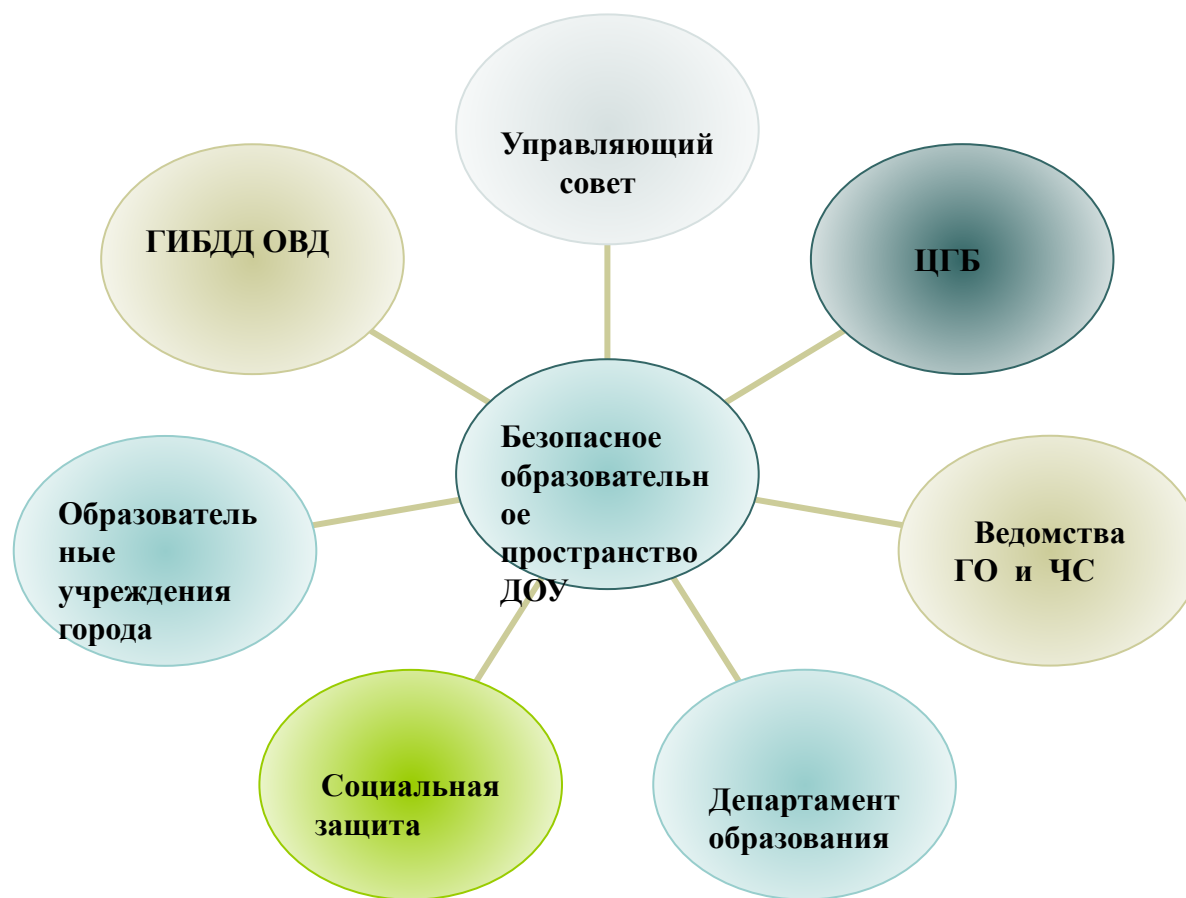 Управляющий
совет
ГИБДД ОВД
ЦГБ
Безопасное
образовательн
ое
пространство
ДОУ
Образователь
ные
учреждения
города
Ведомства
ГО и ЧС
Социальная
защита
Департамент
образования